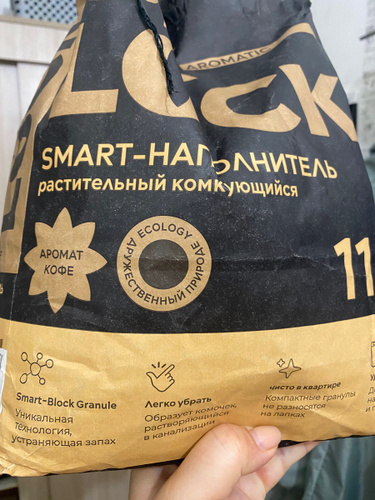 AROMATIC
LOCK
SMART-НАПОЛНИТЕЛЬ
растительный комкующийся
АРОМАТ
КОФЕ
ECOLOGY
ДРУЖЕСТВЕННЫЙ ПРИРОДЕ
11
Smart-Block Granule
Уникальная
технология,
устраняющая запах
Легко убрать
Образует комочек,
растворяющийся
в канализации
Чисто в квартире
Компактные гранулы
не разносятся
на лапках